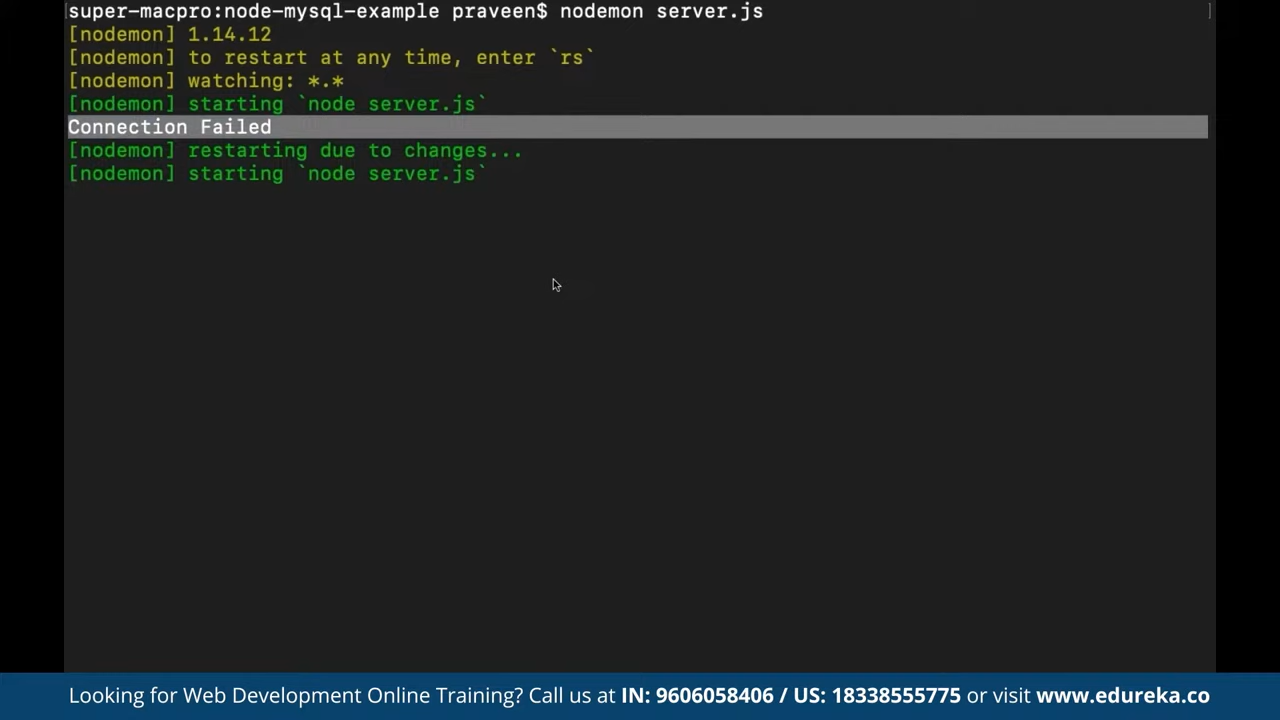 super-macpro:node-mysql-example praveen$ nodemon server.js
[nodemon] 1.14.12
[nodemon] to restart at any time, enter `rs`
[nodemon] watching: *.*
[nodemon] starting `node server.js`
Connection Failed
[nodemon] restarting due to changes...
[nodemon] starting `node server.js`
Looking for Web Development Online Training? Call us at IN: 9606058406 / US: 18338555775 or visit www.edureka.co